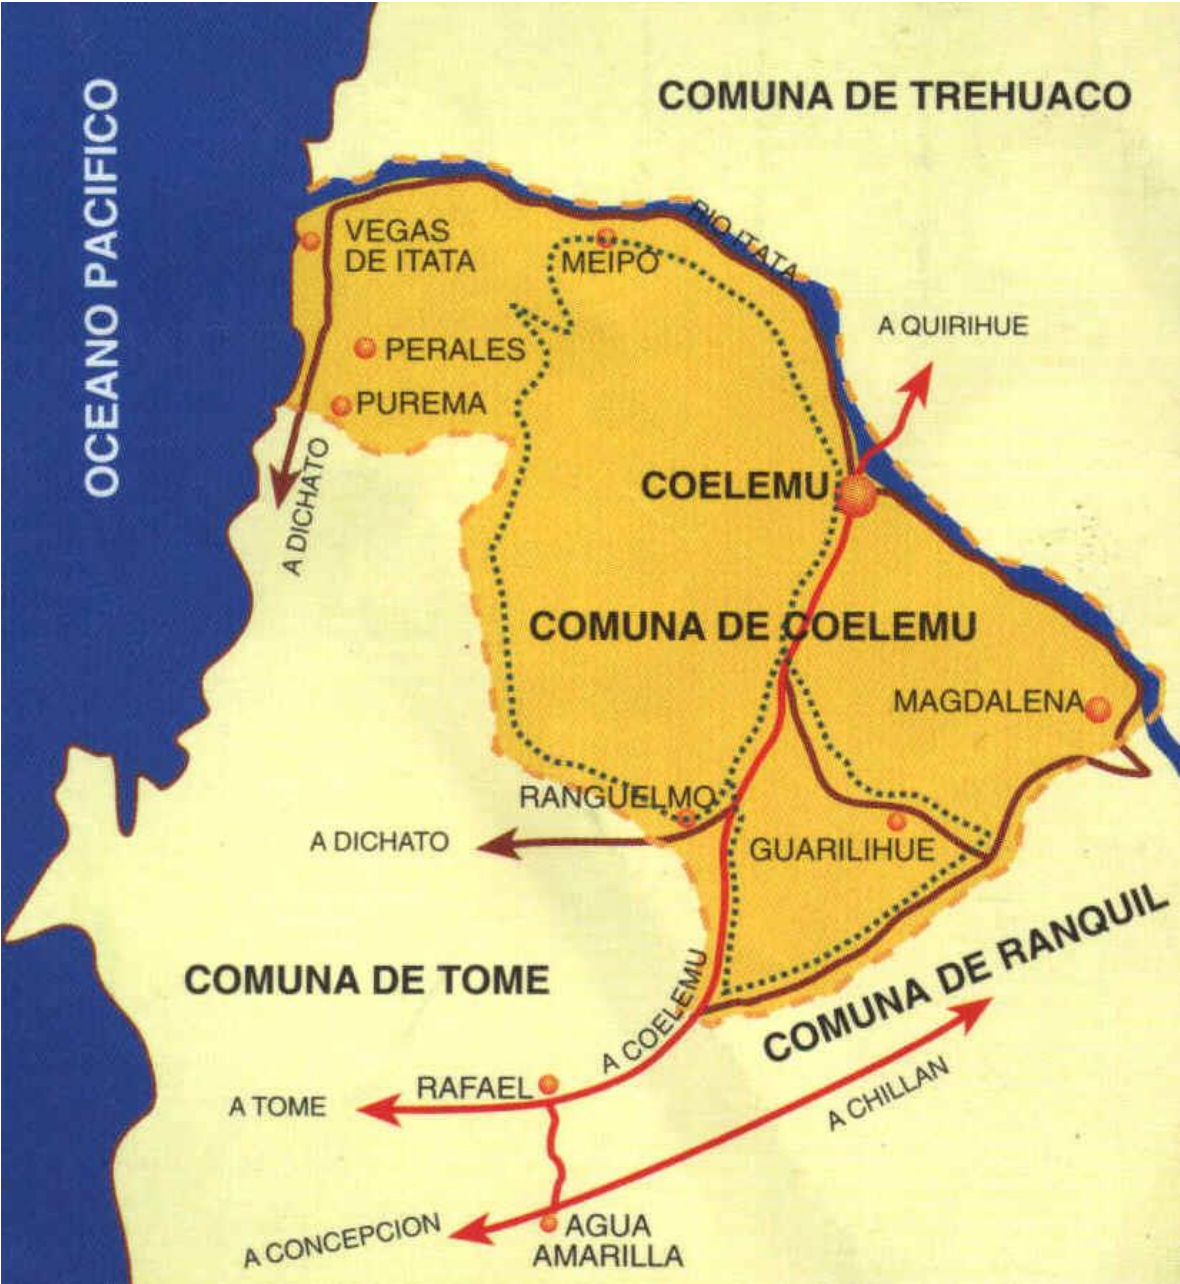 COMUNA DE TREHUACO
OCEANO PACIFICO
RIO ITATA
VEGAS
DE ITATA
MEIPO
A QUIRIHUE
PERALES
PUREMA
A DICHATO
COELEMU
COMUNA DE COELEMU
MAGDALENA
RANGUELMO
A DICHATO
GUARILIHUE
COMUNA DE RANQUIL
COMUNA DE TOME
A COELEMU
RAFAEL
A TOME
A CHILLAN
A CONCEPCION
AGUA
AMARILLA